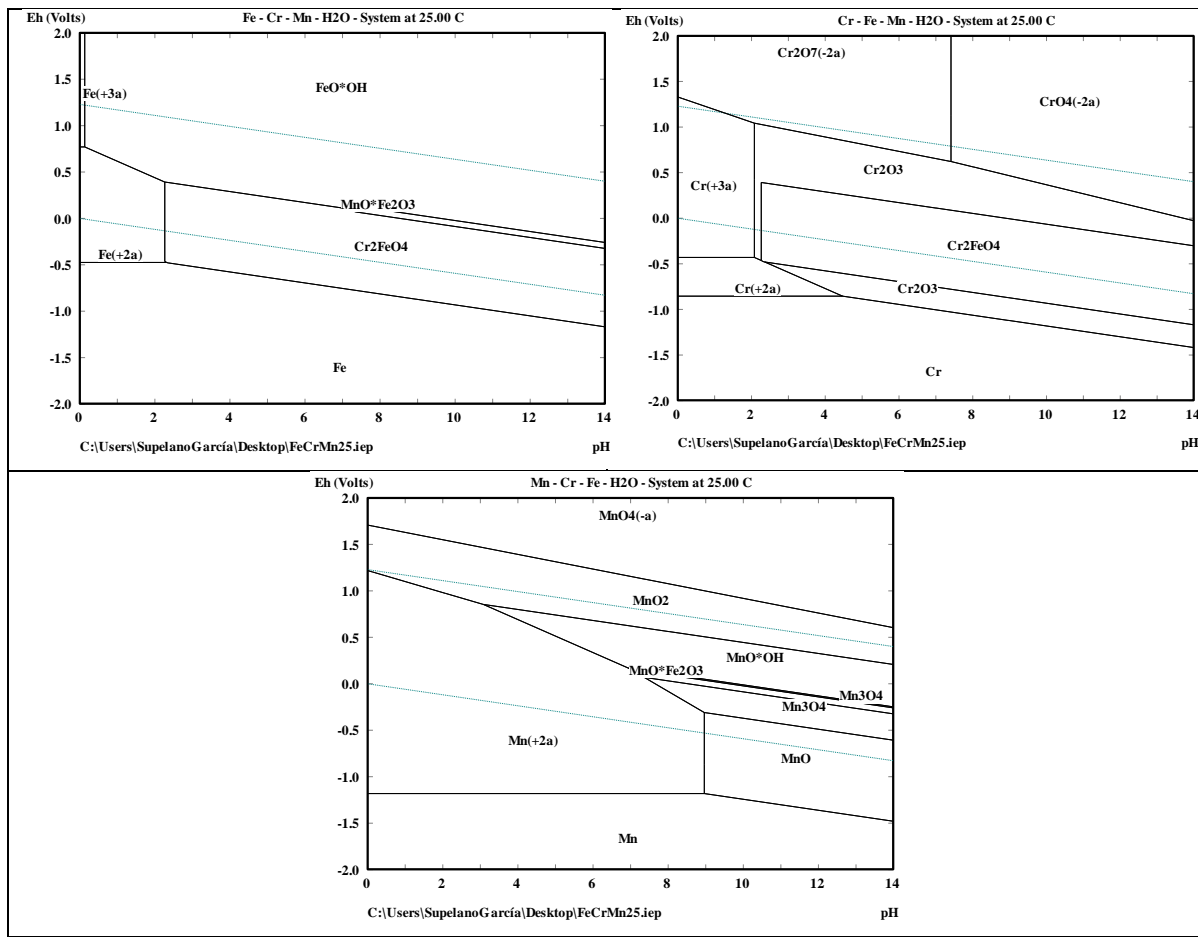 Eh (Volts) Fe - Cr - Mn - H2O - System at 25.00 C
2.0
1.5
1.0
0.5
0.0
-0.5
-1.0
-1.5
-2.0
Fe(+3a)
FeO*OH
MnO*Fe2O3
Cr2FeO4
Fe(+2a)
Fe
0 2 4 6 8 10 12 14
C:\Users\SupelanoGarcía\Desktop\FeCrMn25.iep pH
Eh (Volts) Cr - Fe - Mn - H2O - System at 25.00 C
2.0
1.5
1.0
0.5
0.0
-0.5
-1.0
-1.5
-2.0
Cr2O7(-2a)
CrO4(-2a)
Cr2O3
Cr(+3a)
Cr2FeO4
Cr(+2a)
Cr2O3
Cr
0 2 4 6 8 10 12 14
C:\Users\SupelanoGarcía\Desktop\FeCrMn25.iep pH
Eh (Volts) Mn - Cr - Fe - H2O - System at 25.00 C
2.0
1.5
1.0
0.5
0.0
-0.5
-1.0
-1.5
-2.0
MnO4(-a)
MnO2
MnO*OH
MnO*Fe2O3
Mn3O4
Mn3O4
Mn(+2a)
MnO
Mn
0 2 4 6 8 10 12 14
C:\Users\SupelanoGarcía\Desktop\FeCrMn25.iep pH